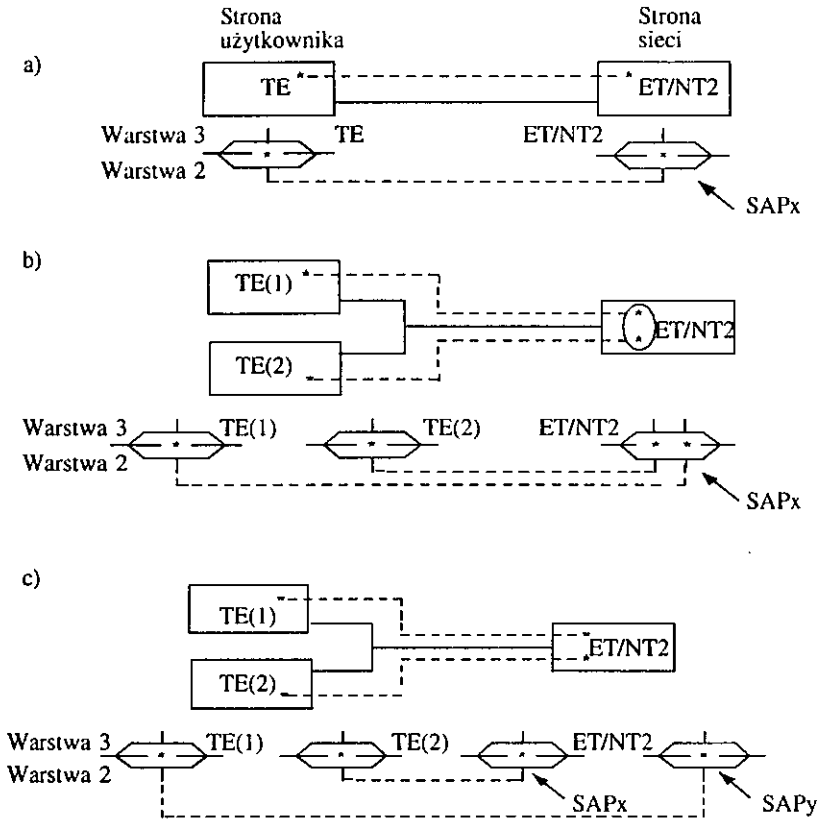 Strona
użytkownika
Strona
sieci
a)
TE
ET/NT2
Warstwa 3
TE
ET/NT2
Warstwa 2
SAPx
b)
TE(1)
ET/NT2
TE(2)
Warstwa 3
TE(1)
TE(2)
ET/NT2
Warstwa 2
SAPx
c)
TE(1)
ET/NT2
TE(2)
Warstwa 3
TE(1)
TE(2)
ET/NT2
Warstwa 2
SAPx
SAPy